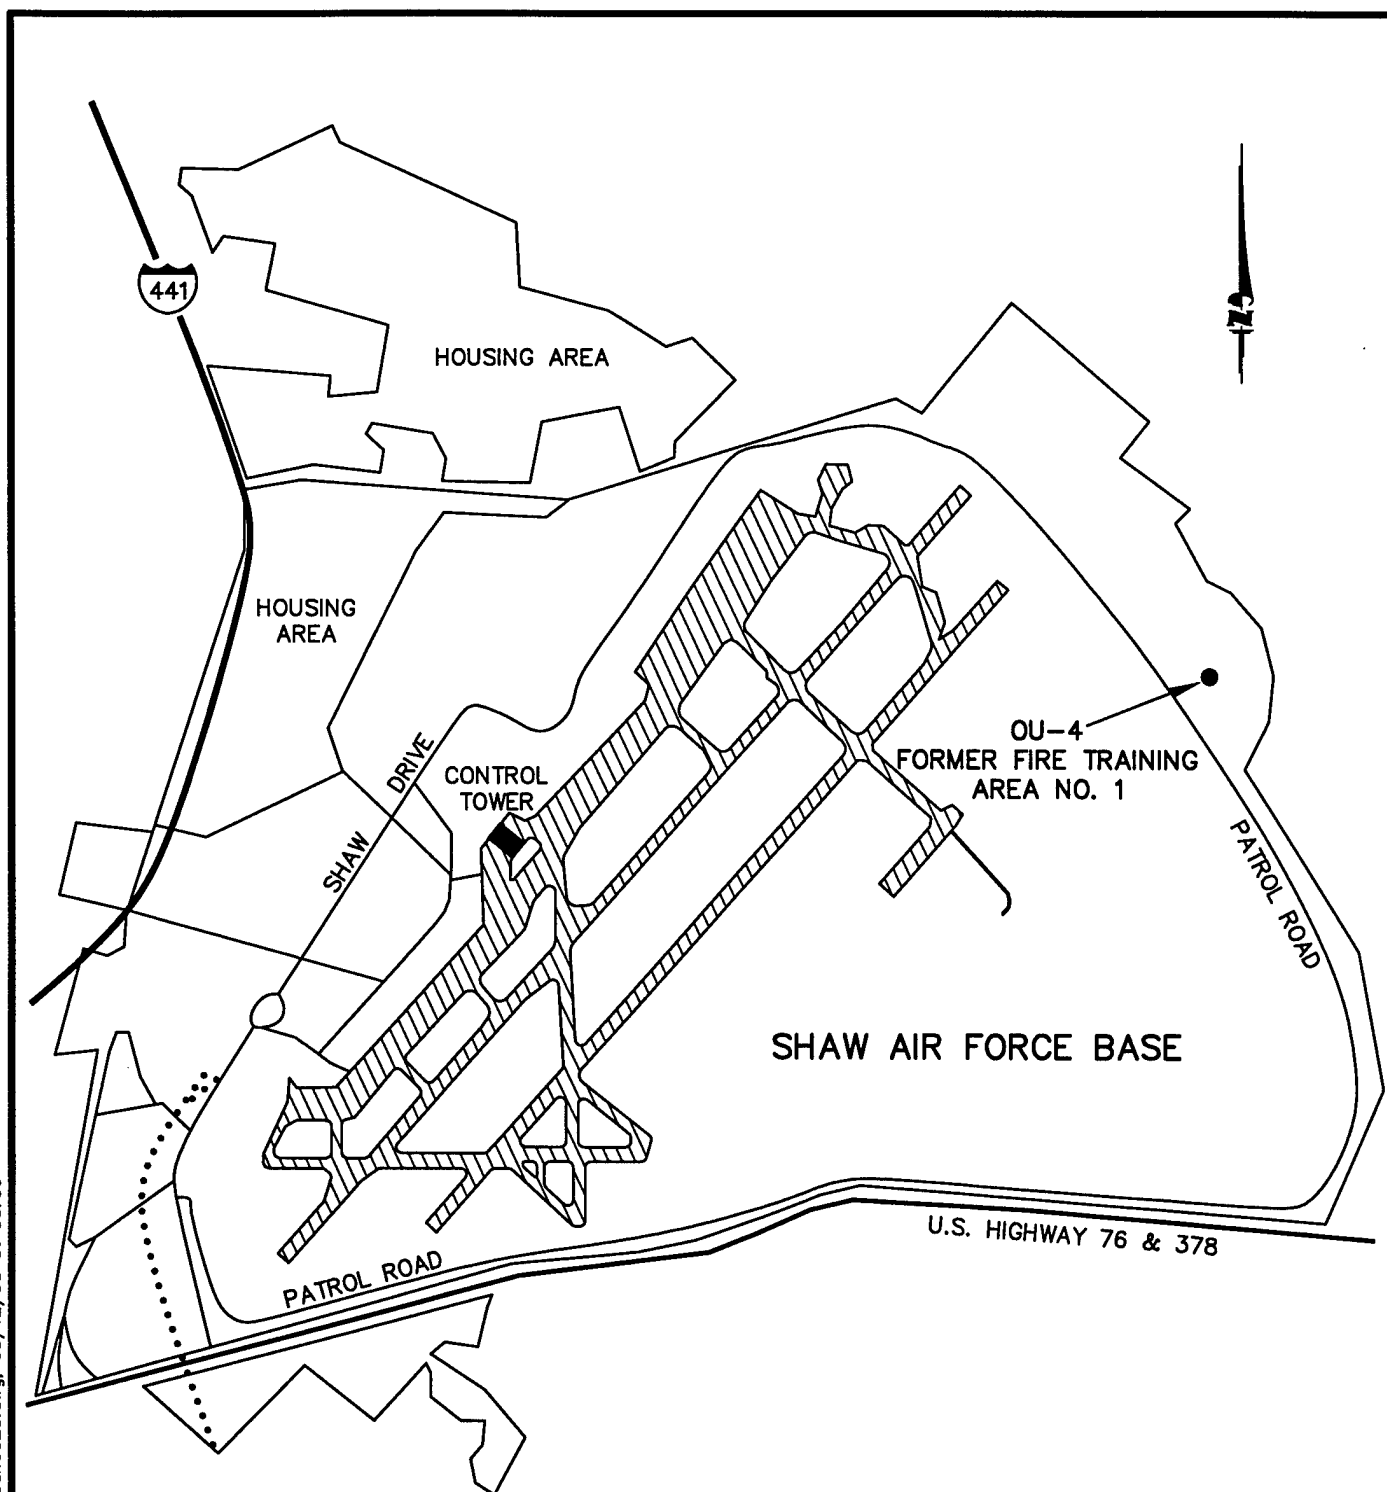 441
HOUSING AREA
N
HOUSING
AREA
OU-4
FORMER FIRE TRAINING
AREA NO. 1
SHAW DRIVE
CONTROL
TOWER
PATROL ROAD
SHAW AIR FORCE BASE
U.S. HIGHWAY 76 & 378
PATROL ROAD